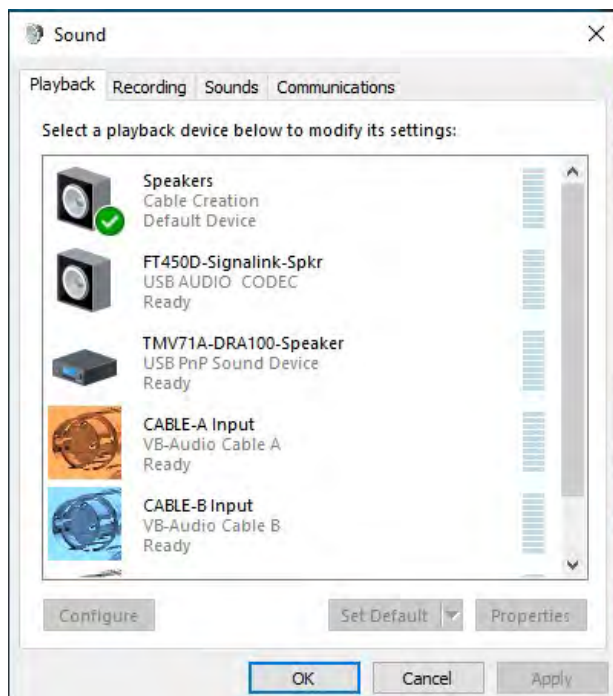 Sound
Playback Recording Sounds Communications
Select a playback device below to modify its settings:
Speakers
Cable Creation
Default Device
FT450D-Signalink-Spkr
USB AUDIO  CODEC
Ready
TMV71A-DRA100-Speaker
USB PnP Sound Device
Ready
CABLE-A Input
VB-Audio Cable A
Ready
CABLE-B Input
VB-Audio Cable B
Ready
Configure Set Default Properties
OK Cancel Apply